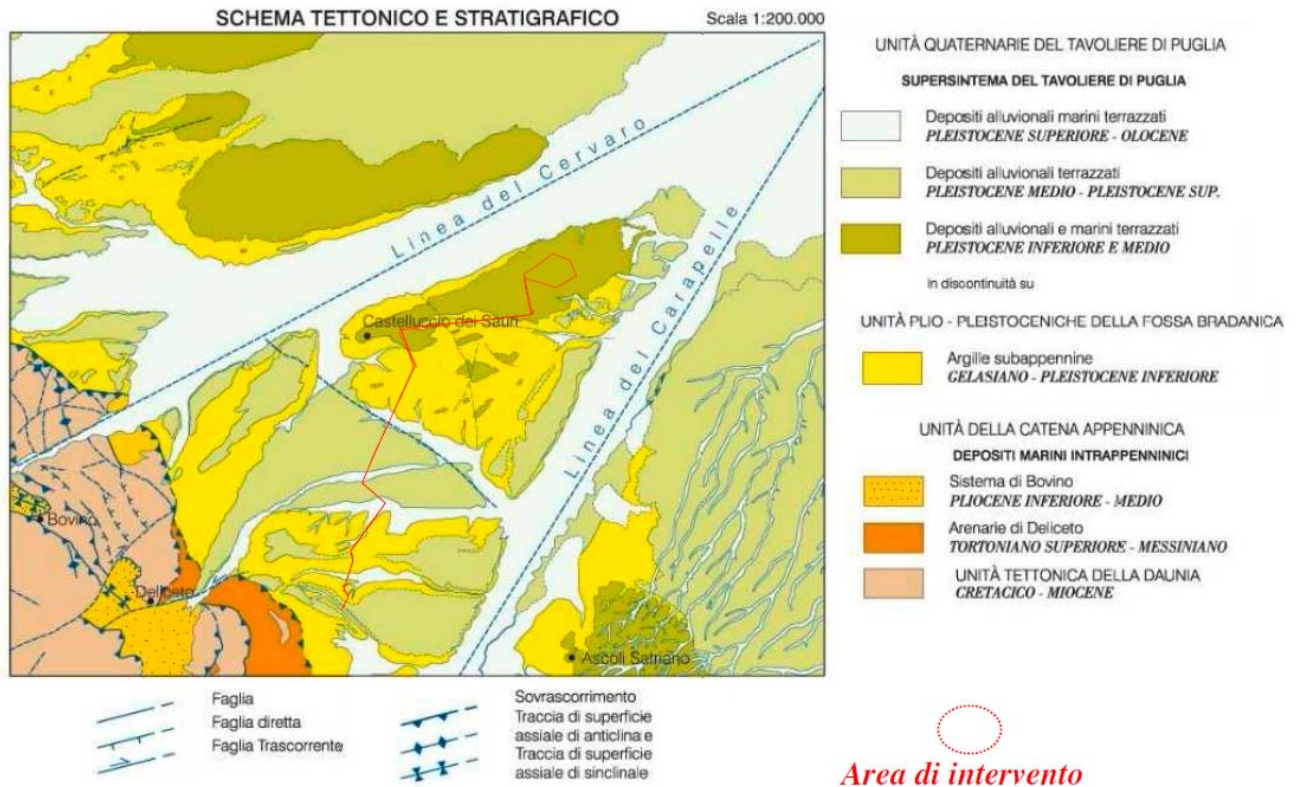 SCHEMA TETTONICO E STRATIGRAFICO
Scala 1:200.000
Linea del Cervaro
Linea del Carapelle
Castelluccio dei Sauri
Bovino
Deliceto
Ascoli Satriano
UNITÀ QUATERNARIE DEL TAVOLIERE DI PUGLIA
SUPERSINTEMA DEL TAVOLIERE DI PUGLIA
Depositi alluvionali marini terrazzati
PLEISTOCENE SUPERIORE - OLOCENE
Depositi alluvionali terrazzati
PLEISTOCENE MEDIO - PLEISTOCENE SUP.
Depositi alluvionali e marini terrazzati
PLEISTOCENE INFERIORE E MEDIO
In discontinuità su
UNITÀ PLIO - PLEISTOCENICHE DELLA FOSSA BRADANICA
Argille subappennine
GELASIANO - PLEISTOCENE INFERIORE
UNITÀ DELLA CATENA APPENNINICA
DEPOSITI MARINI INTRAPPENNINICI
Sistema di Bovino
PLIOCENE INFERIORE - MEDIO
Arenarie di Deliceto
TORTONIANO SUPERIORE - MESSINIANO
UNITÀ TETTONICA DELLA DAUNIA
CRETACICO - MIOCENE
Faglia
Faglia diretta
Faglia Trascorrente
Sovrascorrimento
Traccia di superficie
assiale di anticlinale
Traccia di superficie
assiale di sinclinale
Area di intervento